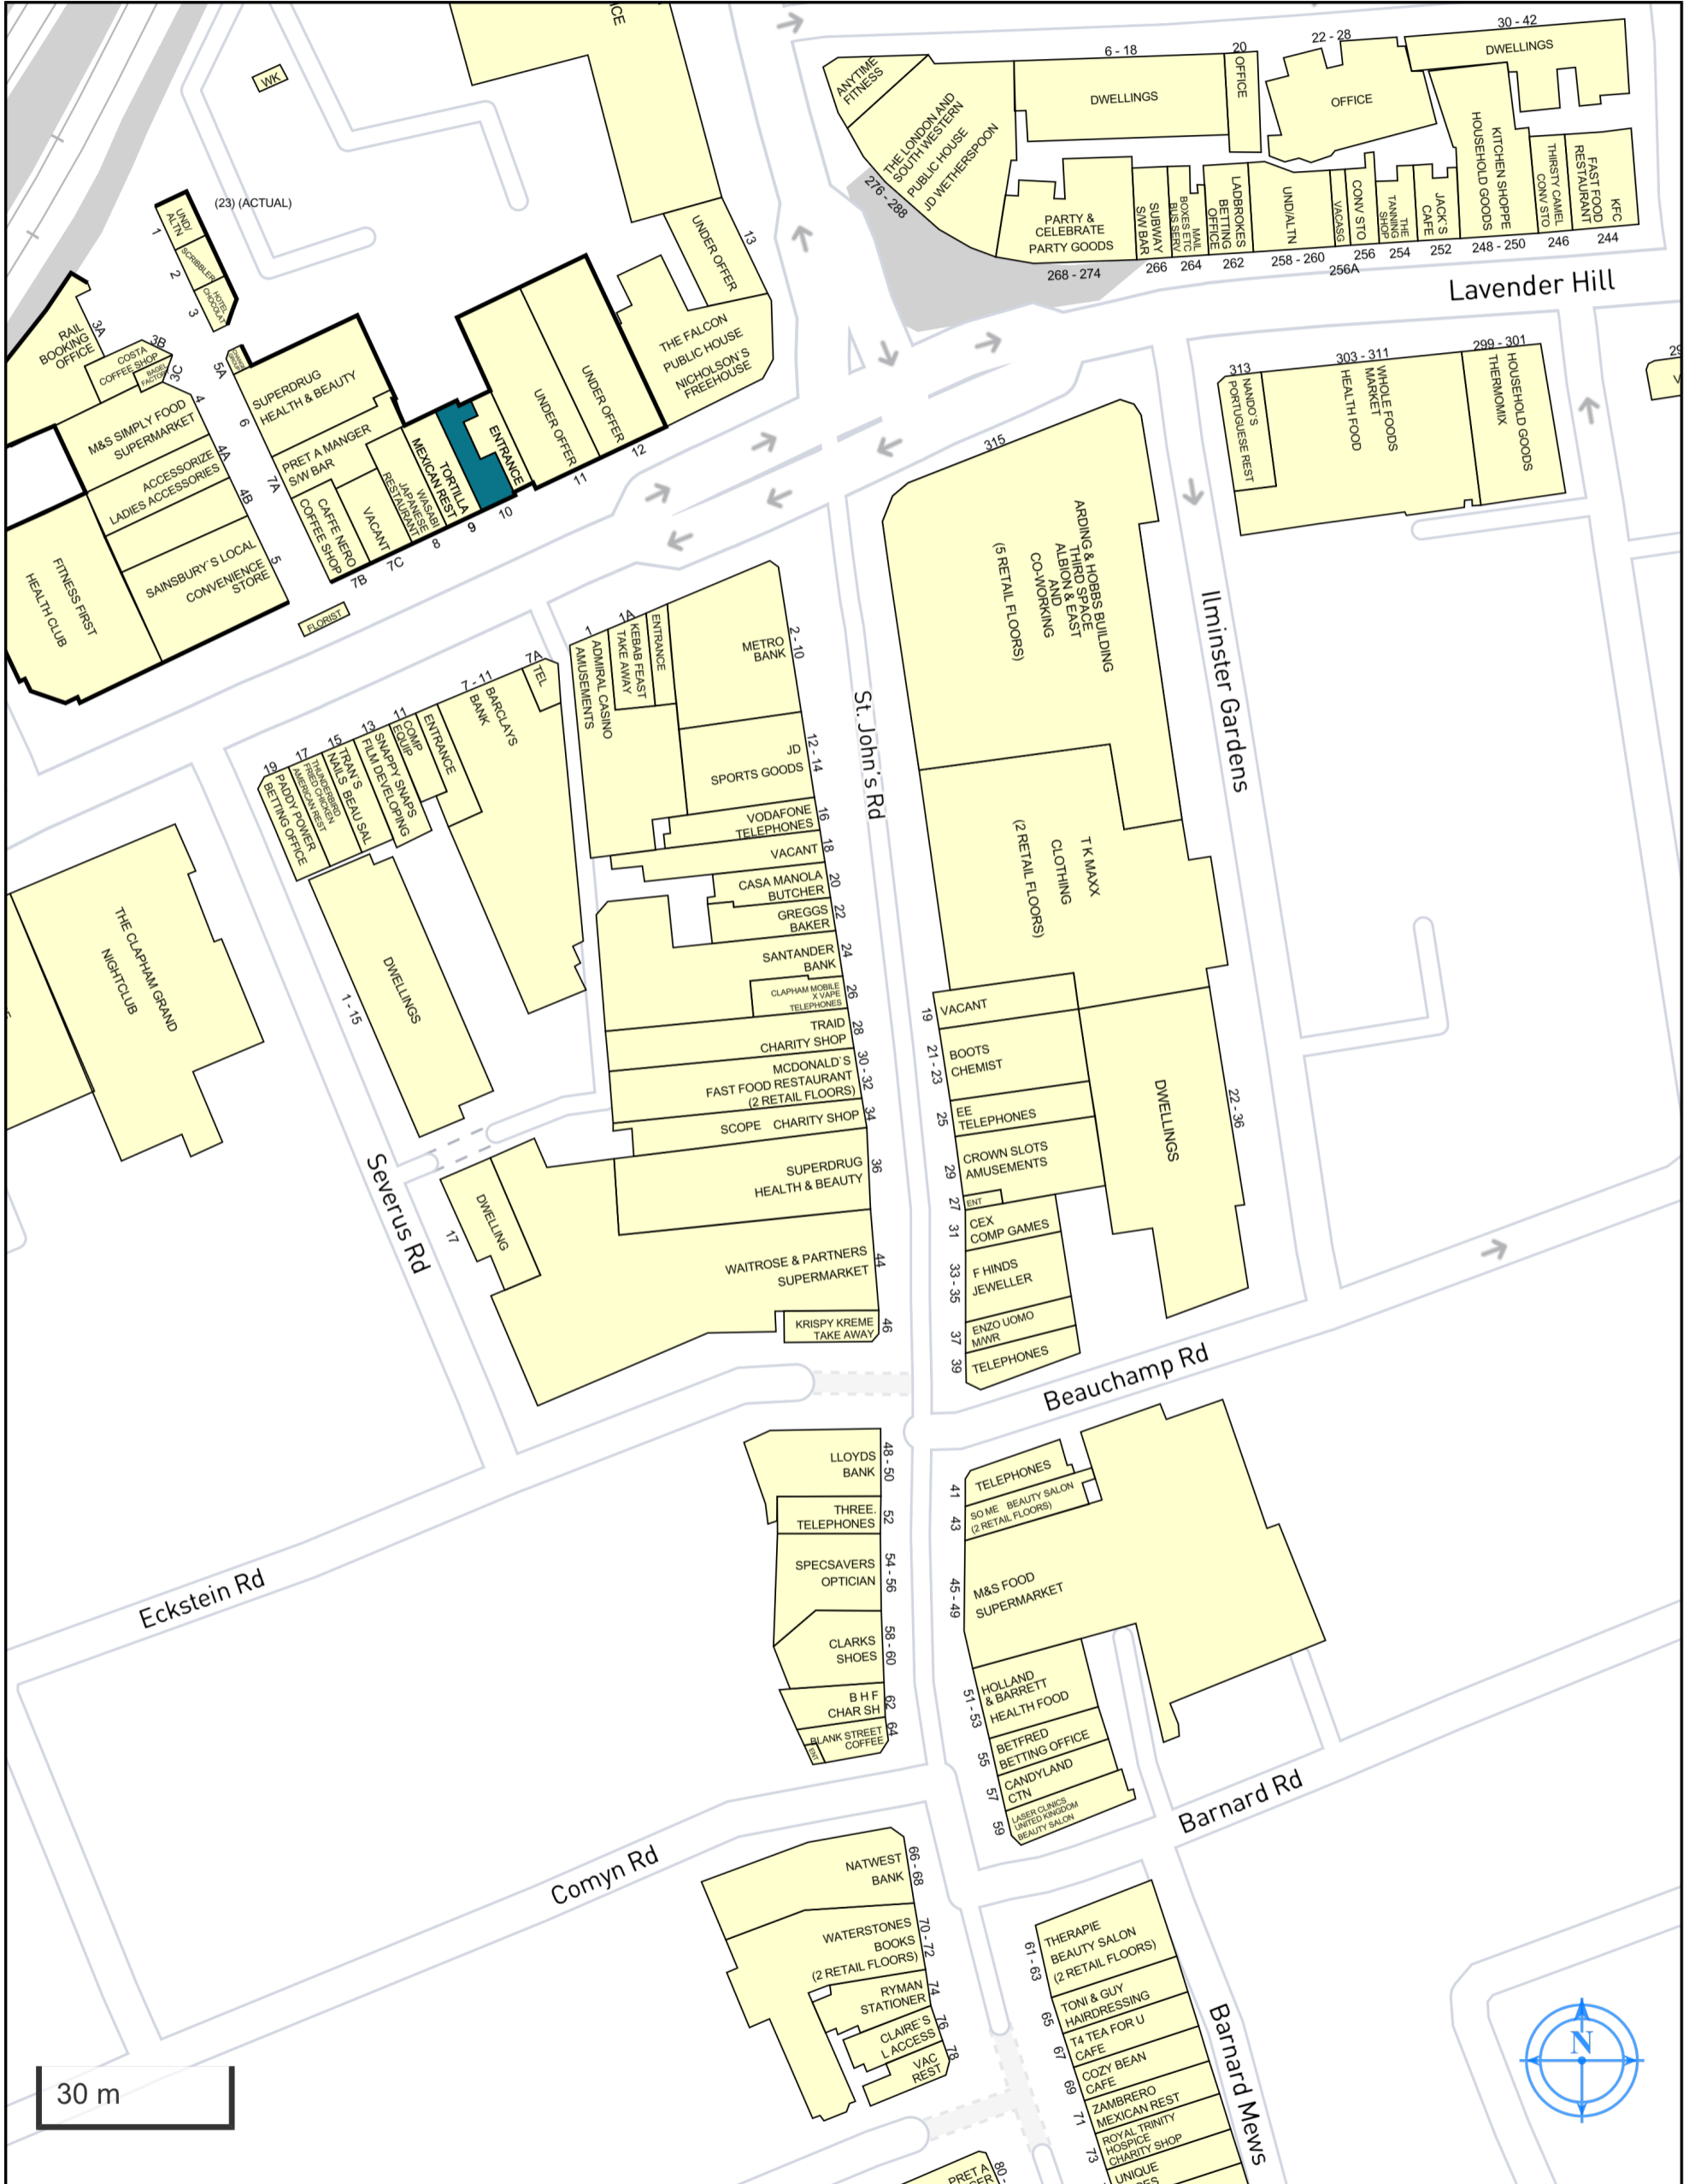 ICE
WK
(23) (ACTUAL)
UND/
ALTN
1
SCRIBBLER
2
HOTEL
CHOCOLAT
3
RAIL
BOOKING
OFFICE
3A
COSTA
COFFEE SHOP
3B
BAGEL
FACTORY
3C
M&S SIMPLY FOOD
SUPERMARKET
4
ACCESSORIZE
LADIES ACCESSORIES
4A
4B
SAINSBURY'S LOCAL
CONVENIENCE
STORE
5
FITNESS FIRST
HEALTH CLUB
FLORIST
5A
SUPERDRUG
HEALTH & BEAUTY
6
PRET A MANGER
S/W BAR
7A
CAFFE NERO
COFFEE SHOP
7B
VACANT
7C
WASABI
JAPANESE
RESTAURANT
8
TORTILLA
MEXICAN REST
9
10
ENTRANCE
UNDER OFFER
11
UNDER OFFER
12
THE FALCON
PUBLIC HOUSE
NICHOLSON'S
FREEHOUSE
UNDER OFFER
13
ANYTIME
FITNESS
THE LONDON AND
SOUTH WESTERN
PUBLIC HOUSE
JD WETHERSPOON
276 - 288
6 - 18
DWELLINGS
20
OFFICE
22 - 28
OFFICE
30 - 42
DWELLINGS
PARTY &
CELEBRATE
PARTY GOODS
268 - 274
SUBWAY
S/W BAR
266
MAIL
BOXES ETC
BUS SERV
264
LADBROKES
BETTING
OFFICE
262
UND/ALTN
258 - 260
VACASG
256A
CONV STO
256
THE
TANNING
SHOP
254
JACK'S
CAFE
252
KITCHEN SHOPPE
HOUSEHOLD GOODS
248 - 250
THIRSTY CAMEL
CONV STO
246
KFC
FAST FOOD
RESTAURANT
244
Lavender Hill
313
NANDO'S
PORTUGUESE REST
303 - 311
WHOLE FOODS
MARKET
HEALTH FOOD
299 - 301
HOUSEHOLD GOODS
THERMOMIX
29
V
315
ARDING & HOBBS BUILDING
THIRD SPACE
ALBION & EAST
AND
CO-WORKING
(5 RETAIL FLOORS)
Ilminster Gardens
T K MAXX
CLOTHING
(2 RETAIL FLOORS)
St. John's Rd
1
ADMIRAL CASINO
AMUSEMENTS
1A
KEBAB FEAST
TAKE AWAY
ENTRANCE
METRO
BANK
2 - 10
JD
SPORTS GOODS
12 - 14
VODAFONE
TELEPHONES
16
VACANT
18
CASA MANOLA
BUTCHER
20
GREGGS
BAKER
22
SANTANDER
BANK
24
CLAPHAM MOBILE
X VAPE
TELEPHONES
26
TRAID
CHARITY SHOP
28
MCDONALD'S
FAST FOOD RESTAURANT
(2 RETAIL FLOORS)
30 - 32
SCOPE CHARITY SHOP
34
SUPERDRUG
HEALTH & BEAUTY
36
WAITROSE & PARTNERS
SUPERMARKET
44
KRISPY KREME
TAKE AWAY
46
7A
TEL
7 - 11
BARCLAYS
BANK
ENTRANCE
11
COMP
EQUIP
13
SNAPPY SNAPS
FILM DEVELOPING
15
TRAN'S
NAILS BEAU SAL
17
THUNDERBIRD
FRIED CHICKEN
AMERICAN REST
19
PADDY POWER
BETTING OFFICE
DWELLINGS
1 - 15
THE CLAPHAM GRAND
NIGHTCLUB
Severus Rd
DWELLING
17
19
VACANT
21 - 23
BOOTS
CHEMIST
25
EE
TELEPHONES
29
CROWN SLOTS
AMUSEMENTS
27
ENT
31
CEX
COMP GAMES
33 - 35
F HINDS
JEWELLER
37
ENZO UOMO
M/WR
39
TELEPHONES
DWELLINGS
22 - 36
Beauchamp Rd
LLOYDS
BANK
48 - 50
THREE.
TELEPHONES
52
SPECSAVERS
OPTICIAN
54 - 56
CLARKS
SHOES
58 - 60
B H F
CHAR SH
62
BLANK STREET
COFFEE
64
ENT
41
TELEPHONES
43
SO ME BEAUTY SALON
(2 RETAIL FLOORS)
45 - 49
M&S FOOD
SUPERMARKET
51 - 53
HOLLAND
& BARRETT
HEALTH FOOD
55
BETFRED
BETTING OFFICE
57
CANDYLAND
CTN
59
LASER CLINICS
UNITED KINGDOM
BEAUTY SALON
Eckstein Rd
Barnard Rd
Comyn Rd
NATWEST
BANK
66 - 68
WATERSTONES
BOOKS
(2 RETAIL FLOORS)
70 - 72
RYMAN
STATIONER
74
CLAIRE'S
L ACCESS
76
VAC
REST
78
61 - 63
THERAPIE
BEAUTY SALON
(2 RETAIL FLOORS)
65
TONI & GUY
HAIRDRESSING
67
T4 TEA FOR U
CAFE
69
COZY BEAN
CAFE
71
ZAMBRERO
MEXICAN REST
73
ROYAL TRINITY
HOSPICE
CHARITY SHOP
UNIQUE
Barnard Mews
PRET A
80 -
30 m
N